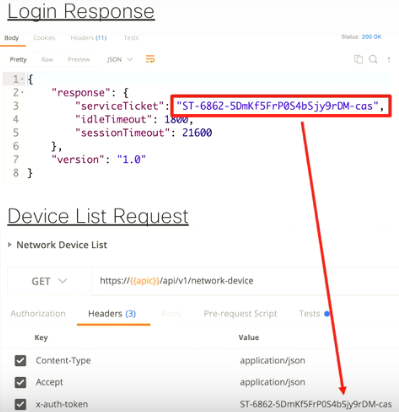 Login Response
Body Cookies Headers (11) Tests Status: 200 OK
Pretty Raw Preview JSON
1 {
2 "response": {
3 "serviceTicket": "ST-6862-5DmKf5FrP0S4bSjy9rDM-cas",
4 "idleTimeout": 1800,
5 "sessionTimeout": 21600
6 },
7 "version": "1.0"
8 }
Device List Request
Network Device List
GET https://{{apic}}/api/v1/network-device
Authorization Headers (3) Body Pre-request Script Tests
Key Value
Content-Type application/json
Accept application/json
x-auth-token ST-6862-5DmKf5FrP0S4bSjy9rDM-cas